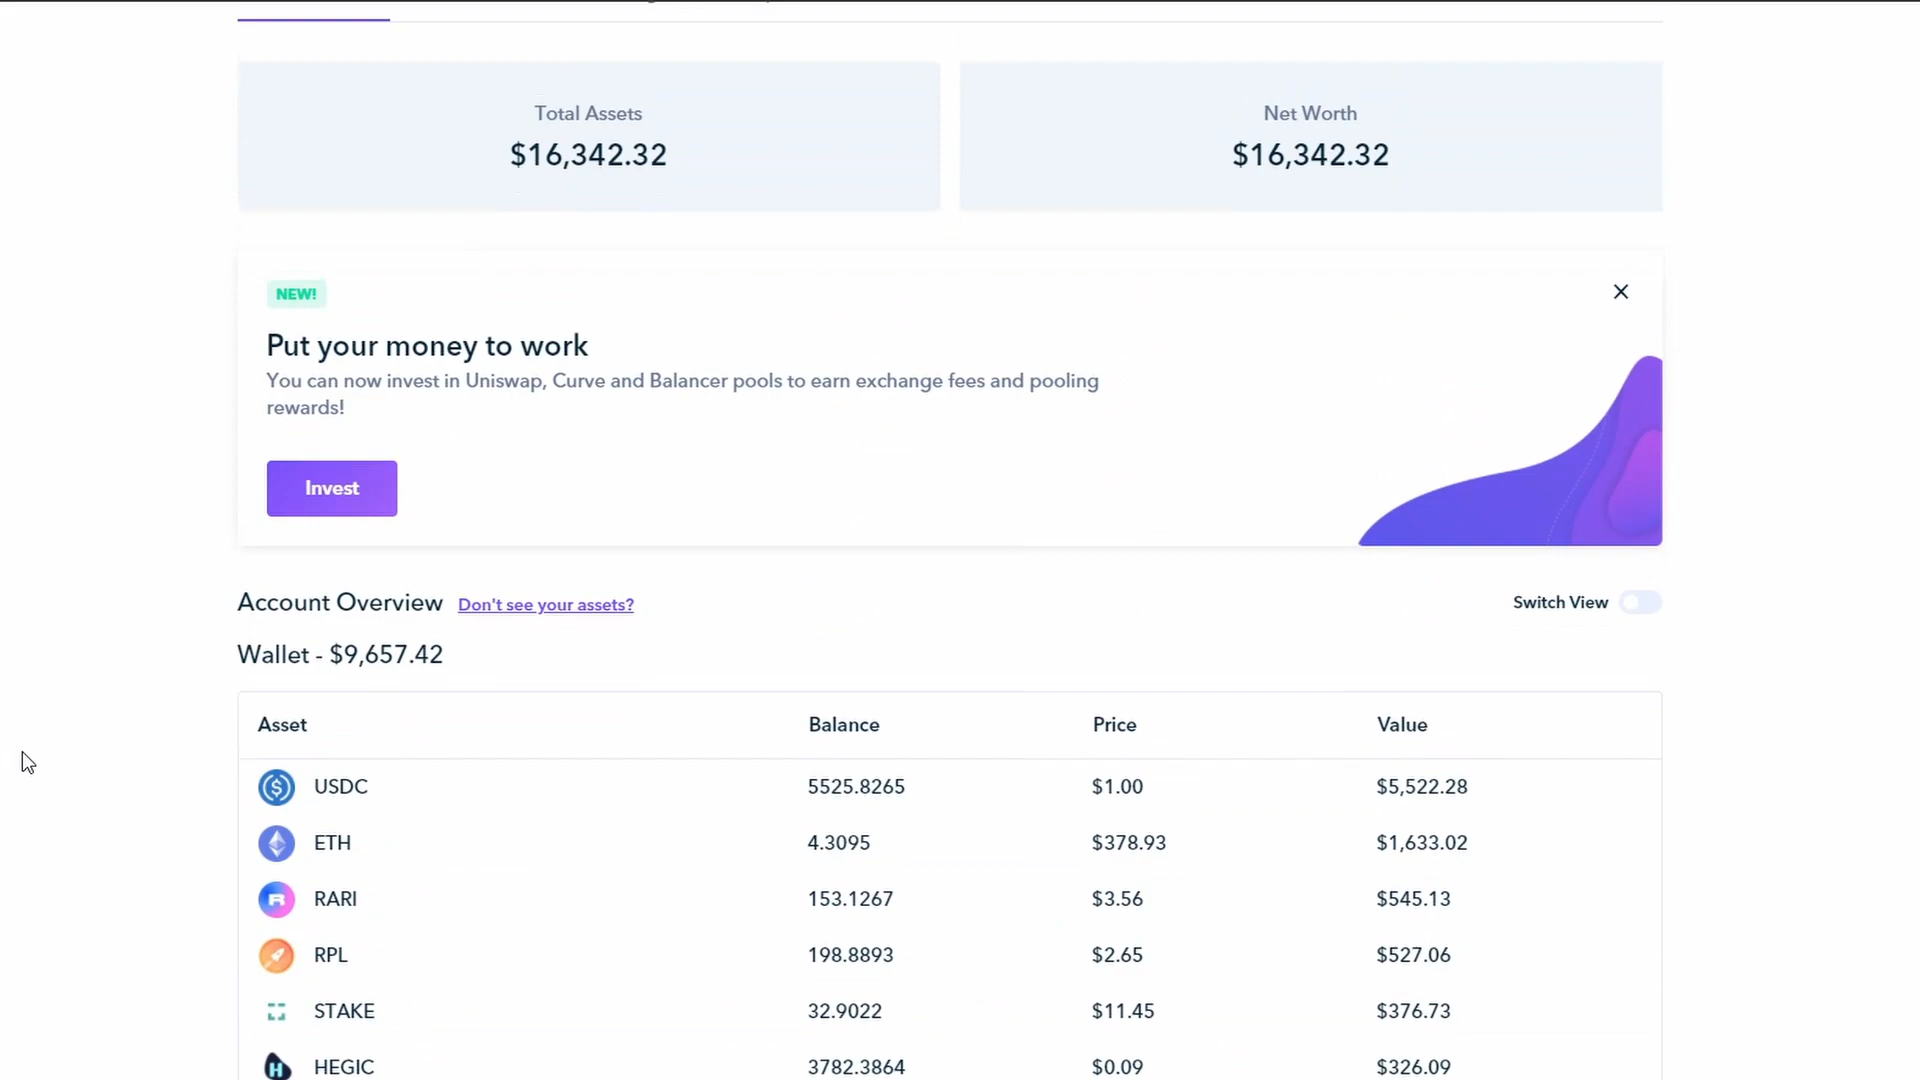 Total Assets
$16,342.32
Net Worth
$16,342.32
NEW!
Put your money to work
You can now invest in Uniswap, Curve and Balancer pools to earn exchange fees and pooling
rewards!
Invest
Account Overview Don't see your assets?
Switch View
Wallet - $9,657.42
Asset Balance Price Value
USDC 5525.8265 $1.00 $5,522.28
ETH 4.3095 $378.93 $1,633.02
RARI 153.1267 $3.56 $545.13
RPL 198.8893 $2.65 $527.06
STAKE 32.9022 $11.45 $376.73
HEGIC 3782.3864 $0.09 $326.09